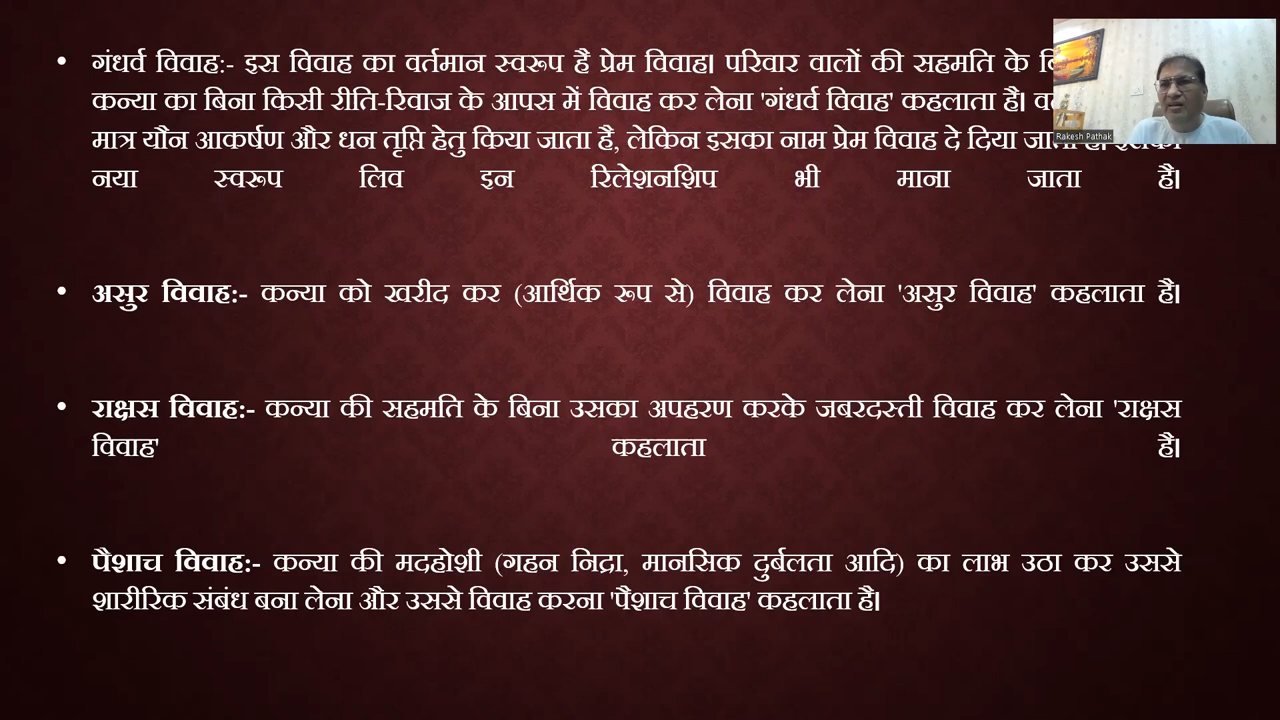 • गंधर्व विवाह:- इस विवाह का वर्तमान स्वरूप है प्रेम विवाह। परिवार वालों की सहमति के
कन्या का बिना किसी रीति-रिवाज के आपस में विवाह कर लेना 'गंधर्व विवाह' कहलाता है।
मात्र यौन आकर्षण और धन तृप्ति हेतु किया जाता है, लेकिन इसका नाम प्रेम विवाह दे दिया
नया स्वरूप लिव इन रिलेशनशिप भी माना जाता है।
• असुर विवाह:- कन्या को खरीद कर (आर्थिक रूप से) विवाह कर लेना 'असुर विवाह' कहलाता है।
• राक्षस विवाह:- कन्या की सहमति के बिना उसका अपहरण करके जबरदस्ती विवाह कर लेना 'राक्षस
विवाह' कहलाता है।
• पैशाच विवाह:- कन्या की मदहोशी (गहन निद्रा, मानसिक दुर्बलता आदि) का लाभ उठा कर उससे
शारीरिक संबंध बना लेना और उससे विवाह करना 'पैशाच विवाह' कहलाता है।
Rakesh Pathak